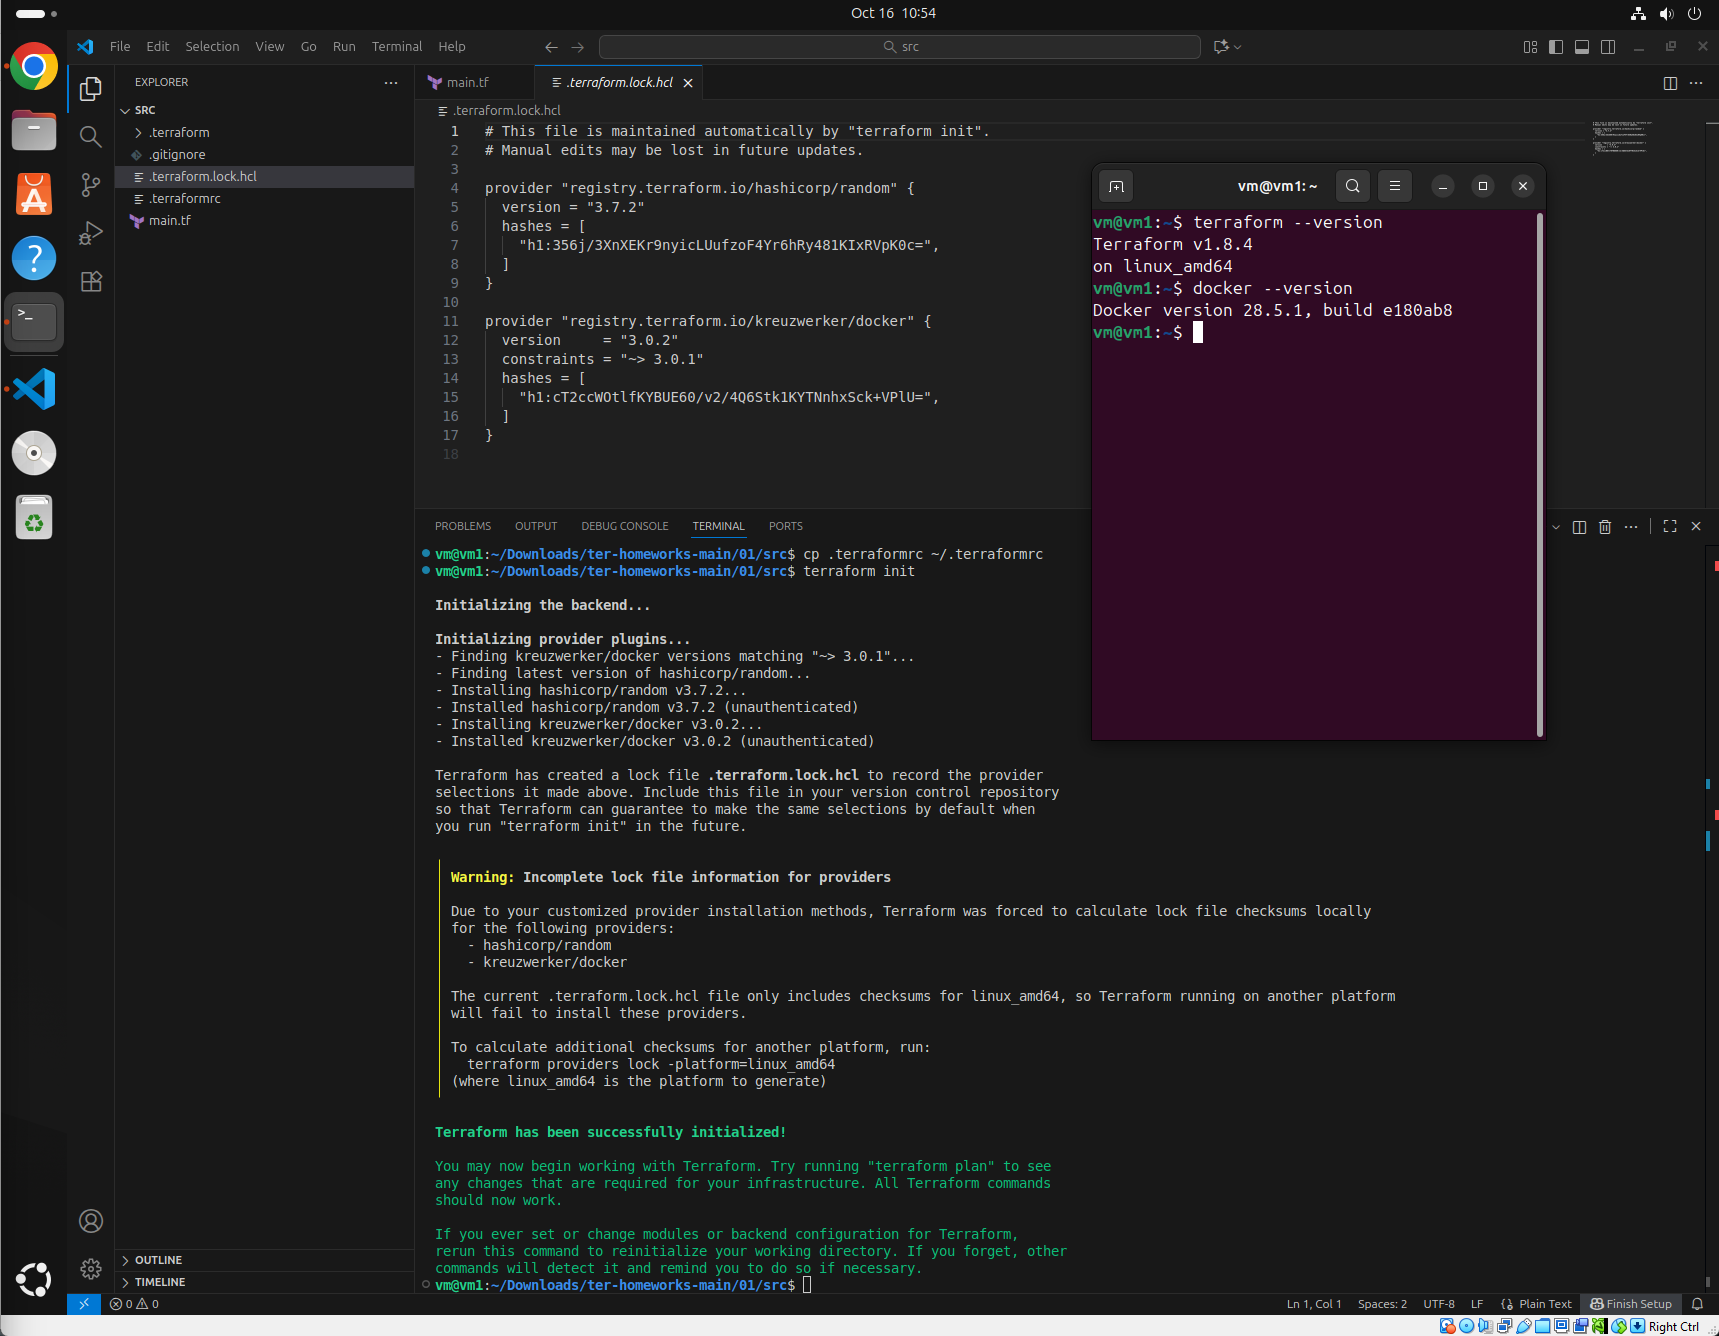 Oct 16 10:54
File Edit Selection View Go Run Terminal Help
src
EXPLORER
SRC
.terraform
.gitignore
.terraform.lock.hcl
.terraformrc
main.tf
OUTLINE
TIMELINE
main.tf
.terraform.lock.hcl
.terraform.lock.hcl
1 # This file is maintained automatically by "terraform init".
2 # Manual edits may be lost in future updates.
3
4 provider "registry.terraform.io/hashicorp/random" {
5 version = "3.7.2"
6 hashes = [
7 "h1:356j/3XnXEKr9nyicLUufzoF4Yr6hRy481KIxRVpK0c=",
8 ]
9 }
10
11 provider "registry.terraform.io/kreuzwerker/docker" {
12 version     = "3.0.2"
13 constraints = "~> 3.0.1"
14 hashes = [
15 "h1:cT2ccWOtlfKYBUE60/v2/4Q6Stk1KYTNnhxSck+VPlU=",
16 ]
17 }
18
vm@vm1: ~
vm@vm1:~$ terraform --version
Terraform v1.8.4
on linux_amd64
vm@vm1:~$ docker --version
Docker version 28.5.1, build e180ab8
vm@vm1:~$
PROBLEMS OUTPUT DEBUG CONSOLE TERMINAL PORTS
vm@vm1:~/Downloads/ter-homeworks-main/01/src$ cp .terraformrc ~/.terraformrc
vm@vm1:~/Downloads/ter-homeworks-main/01/src$ terraform init
Initializing the backend...
Initializing provider plugins...
- Finding kreuzwerker/docker versions matching "~> 3.0.1"...
- Finding latest version of hashicorp/random...
- Installing hashicorp/random v3.7.2...
- Installed hashicorp/random v3.7.2 (unauthenticated)
- Installing kreuzwerker/docker v3.0.2...
- Installed kreuzwerker/docker v3.0.2 (unauthenticated)
Terraform has created a lock file .terraform.lock.hcl to record the provider
selections it made above. Include this file in your version control repository
so that Terraform can guarantee to make the same selections by default when
you run "terraform init" in the future.
Warning: Incomplete lock file information for providers
Due to your customized provider installation methods, Terraform was forced to calculate lock file checksums locally
for the following providers:
- hashicorp/random
- kreuzwerker/docker
The current .terraform.lock.hcl file only includes checksums for linux_amd64, so Terraform running on another platform
will fail to install these providers.
To calculate additional checksums for another platform, run:
terraform providers lock -platform=linux_amd64
(where linux_amd64 is the platform to generate)
Terraform has been successfully initialized!
You may now begin working with Terraform. Try running "terraform plan" to see
any changes that are required for your infrastructure. All Terraform commands
should now work.
If you ever set or change modules or backend configuration for Terraform,
rerun this command to reinitialize your working directory. If you forget, other
commands will detect it and remind you to do so if necessary.
vm@vm1:~/Downloads/ter-homeworks-main/01/src$
0 0 Ln 1, Col 1 Spaces: 2 UTF-8 LF {} Plain Text Finish Setup
Right Ctrl